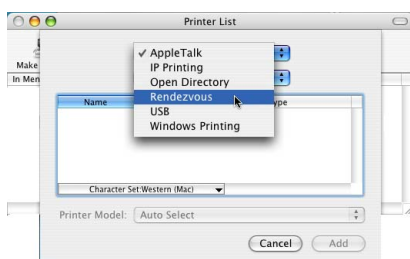 Printer List
Make
In Men
AppleTalk
IP Printing
Open Directory
Rendezvous
USB
Windows Printing
Name
ype
Character Set:Western (Mac)
Printer Model: Auto Select
Cancel Add